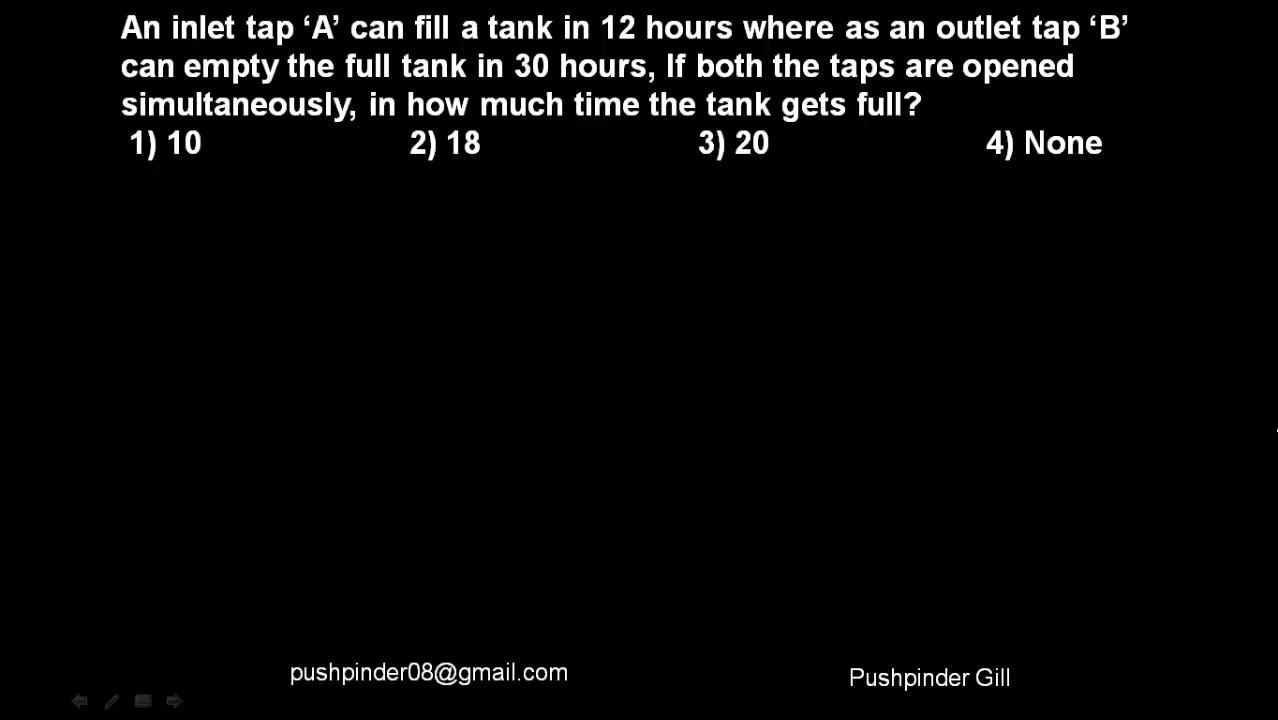 An inlet tap ‘A’ can fill a tank in 12 hours where as an outlet tap ‘B’
can empty the full tank in 30 hours, If both the taps are opened
simultaneously, in how much time the tank gets full?
1) 10 2) 18 3) 20 4) None
pushpinder08@gmail.com Pushpinder Gill